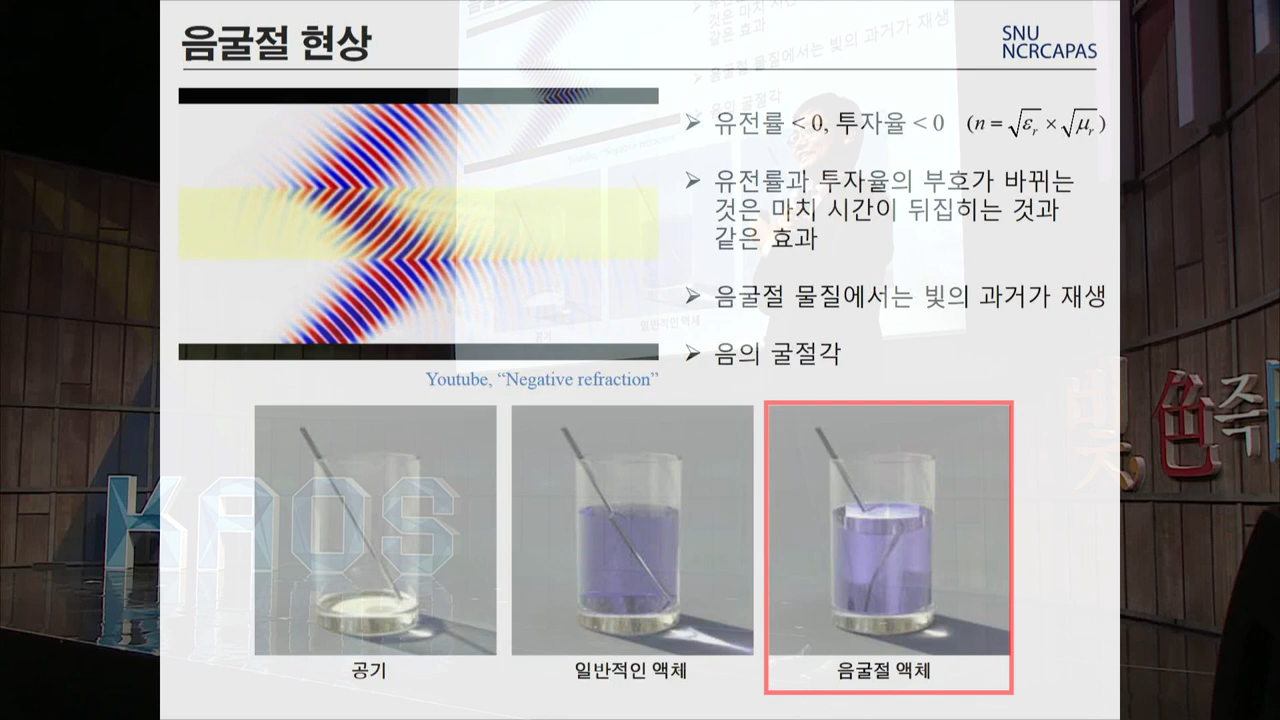 음굴절 현상
SNU
NCRCAPAS
➢ 유전률 < 0, 투자율 < 0 (n = √εᵣ × √μᵣ)
➢ 유전률과 투자율의 부호가 바뀌는
것은 마치 시간이 뒤집히는 것과
같은 효과
➢ 음굴절 물질에서는 빛의 과거가 재생
➢ 음의 굴절각
Youtube, “Negative refraction”
공기
일반적인 액체
음굴절 액체
KAOS
빛
色
주